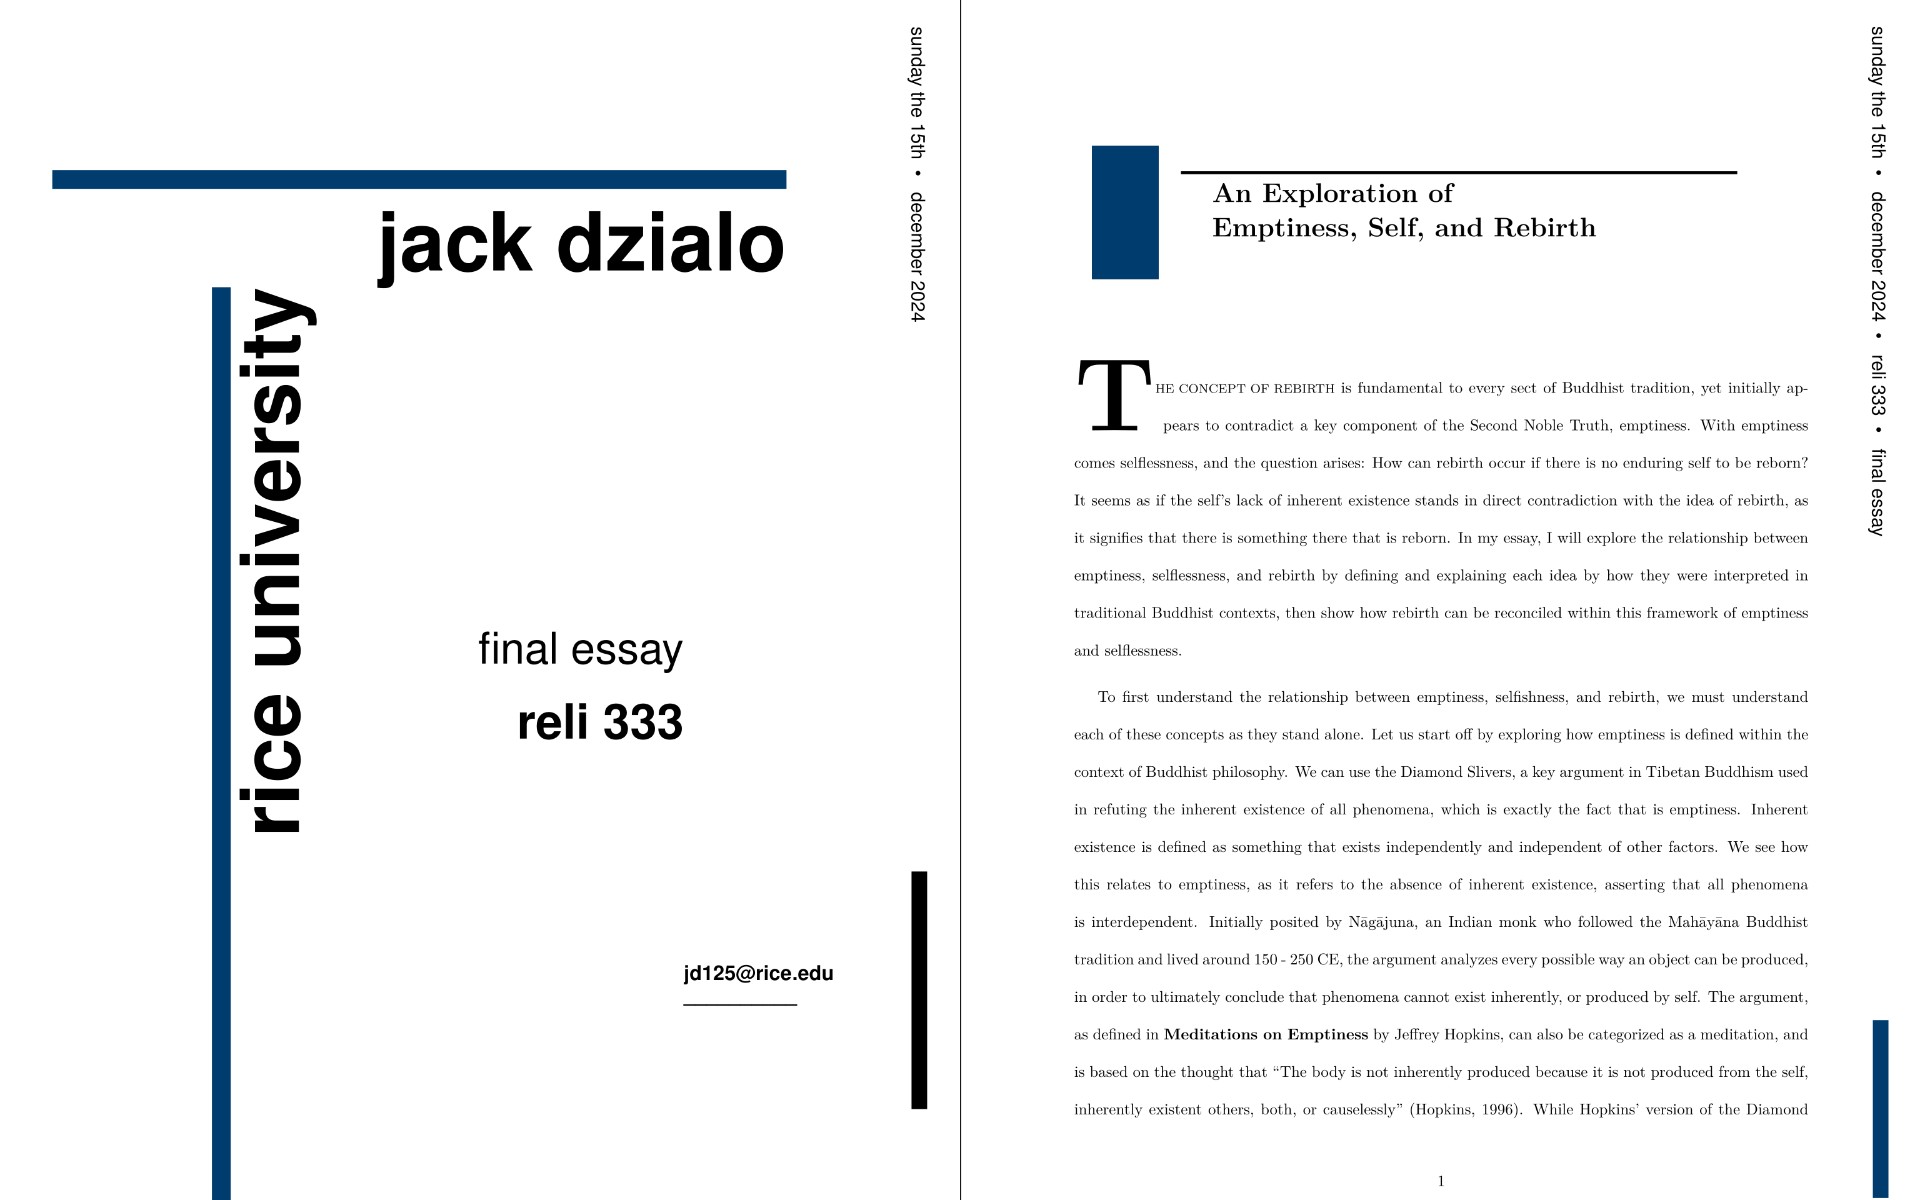 sunday the 15th • december 2024
jack dzialo
rice university
final essay
reli 333
jd125@rice.edu
sunday the 15th • december 2024 • reli 333 • final essay
An Exploration of
Emptiness, Self, and Rebirth
THE CONCEPT OF REBIRTH is fundamental to every sect of Buddhist tradition, yet initially ap-
pears to contradict a key component of the Second Noble Truth, emptiness. With emptiness
comes selflessness, and the question arises: How can rebirth occur if there is no enduring self to be reborn?
It seems as if the self's lack of inherent existence stands in direct contradiction with the idea of rebirth, as
it signifies that there is something there that is reborn. In my essay, I will explore the relationship between
emptiness, selflessness, and rebirth by defining and explaining each idea by how they were interpreted in
traditional Buddhist contexts, then show how rebirth can be reconciled within this framework of emptiness
and selflessness.
To first understand the relationship between emptiness, selfishness, and rebirth, we must understand
each of these concepts as they stand alone. Let us start off by exploring how emptiness is defined within the
context of Buddhist philosophy. We can use the Diamond Slivers, a key argument in Tibetan Buddhism used
in refuting the inherent existence of all phenomena, which is exactly the fact that is emptiness. Inherent
existence is defined as something that exists independently and independent of other factors. We see how
this relates to emptiness, as it refers to the absence of inherent existence, asserting that all phenomena
is interdependent. Initially posited by Nāgājuna, an Indian monk who followed the Mahāyāna Buddhist
tradition and lived around 150 - 250 CE, the argument analyzes every possible way an object can be produced,
in order to ultimately conclude that phenomena cannot exist inherently, or produced by self. The argument,
as defined in Meditations on Emptiness by Jeffrey Hopkins, can also be categorized as a meditation, and
is based on the thought that “The body is not inherently produced because it is not produced from the self,
inherently existent others, both, or causelessly” (Hopkins, 1996). While Hopkins' version of the Diamond
1